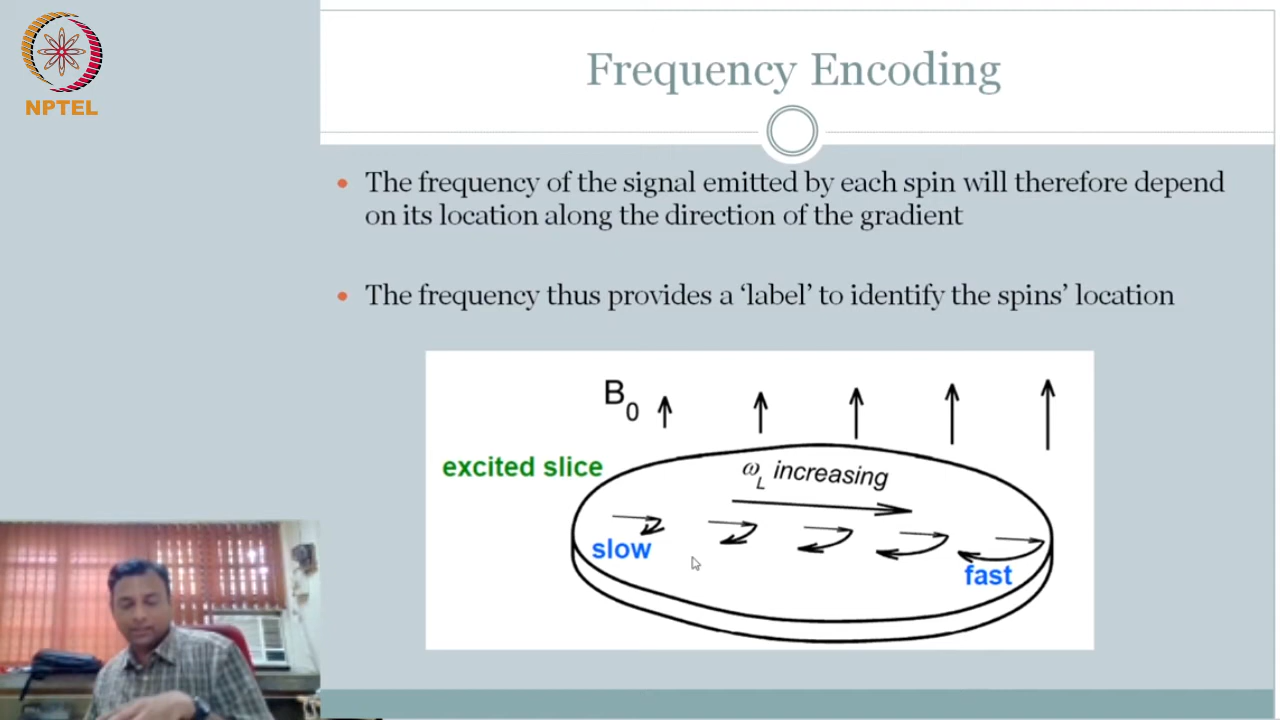 NPTEL
Frequency Encoding
• The frequency of the signal emitted by each spin will therefore depend
on its location along the direction of the gradient
• The frequency thus provides a ‘label’ to identify the spins’ location
B0
excited slice
ωL increasing
slow
fast